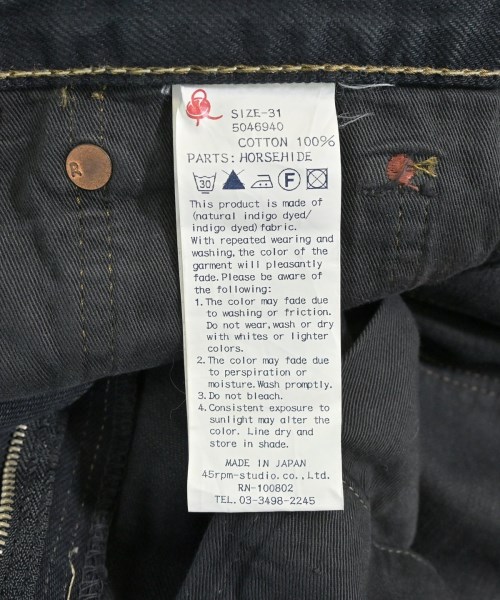 SIZE-31
5046940
COTTON 100%
PARTS: HORSEHIDE
30 F
This product is made of
(natural indigo dyed/
indigo dyed) fabric.
With repeated wearing and
washing, the color of the
garment will pleasantly
fade. Please be aware of
the following:
1. The color may fade due
to washing or friction.
Do not wear, wash or dry
with whites or lighter
colors.
2. The color may fade due
to perspiration or
moisture. Wash promptly.
3. Do not bleach.
4. Consistent exposure to
sunlight may alter the
color. Line dry and
store in shade.
MADE IN JAPAN
45rpm-studio.co.,Ltd.
RN-100802
TEL. 03-3498-2245
R